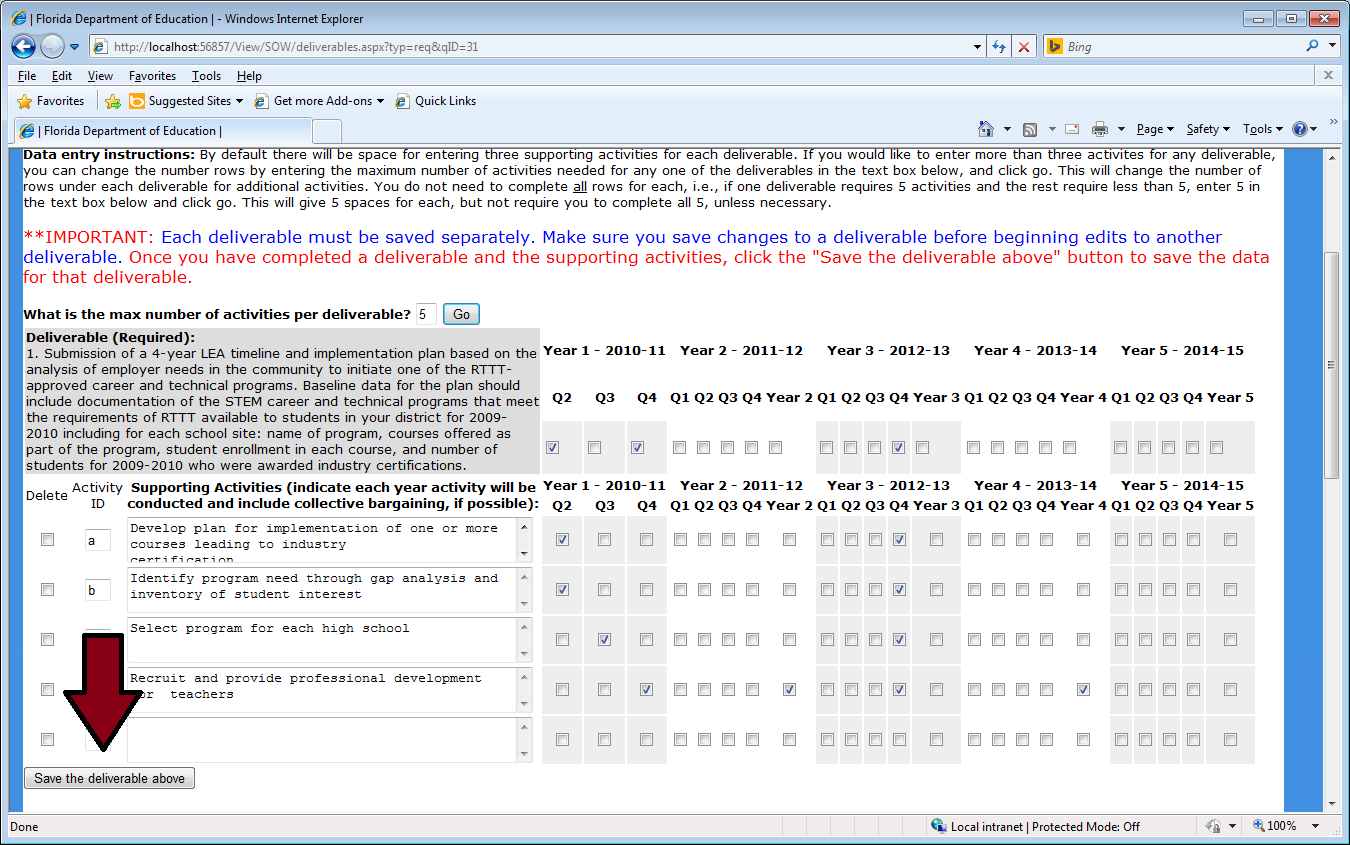 | Florida Department of Education | - Windows Internet Explorer
http://localhost:56857/View/SOW/deliverables.aspx?typ=req&qID=31
Bing
File Edit View Favorites Tools Help
Favorites Suggested Sites Get more Add-ons Quick Links
| Florida Department of Education |
Page Safety Tools
Data entry instructions: By default there will be space for entering three supporting activities for each deliverable. If you would like to enter more than three activites for any deliverable,
you can change the number rows by entering the maximum number of activities needed for any one of the deliverables in the text box below, and click go. This will change the number of
rows under each deliverable for additional activities. You do not need to complete all rows for each, i.e., if one deliverable requires 5 activities and the rest require less than 5, enter 5 in
the text box below and click go. This will give 5 spaces for each, but not require you to complete all 5, unless necessary.
**IMPORTANT: Each deliverable must be saved separately. Make sure you save changes to a deliverable before beginning edits to another
deliverable. Once you have completed a deliverable and the supporting activities, click the "Save the deliverable above" button to save the data
for that deliverable.
What is the max number of activities per deliverable? 5 Go
Deliverable (Required):
1. Submission of a 4-year LEA timeline and implementation plan based on the
analysis of employer needs in the community to initiate one of the RTTT-
approved career and technical programs. Baseline data for the plan should
include documentation of the STEM career and technical programs that meet
the requirements of RTTT available to students in your district for 2009-
2010 including for each school site: name of program, courses offered as
part of the program, student enrollment in each course, and number of
students for 2009-2010 who were awarded industry certifications.
Year 1 - 2010-11 Year 2 - 2011-12 Year 3 - 2012-13 Year 4 - 2013-14 Year 5 - 2014-15
Q2 Q3 Q4 Q1 Q2 Q3 Q4 Year 2 Q1 Q2 Q3 Q4 Year 3 Q1 Q2 Q3 Q4 Year 4 Q1 Q2 Q3 Q4 Year 5
Delete
Activity
ID
Supporting Activities (indicate each year activity will be
conducted and include collective bargaining, if possible):
Year 1 - 2010-11 Year 2 - 2011-12 Year 3 - 2012-13 Year 4 - 2013-14 Year 5 - 2014-15
Q2 Q3 Q4 Q1 Q2 Q3 Q4 Year 2 Q1 Q2 Q3 Q4 Year 3 Q1 Q2 Q3 Q4 Year 4 Q1 Q2 Q3 Q4 Year 5
a
Develop plan for implementation of one or more
courses leading to industry
certification
b
Identify program need through gap analysis and
inventory of student interest
Select program for each high school
Recruit and provide professional development
teachers
Save the deliverable above
Done
Local intranet | Protected Mode: Off
100%